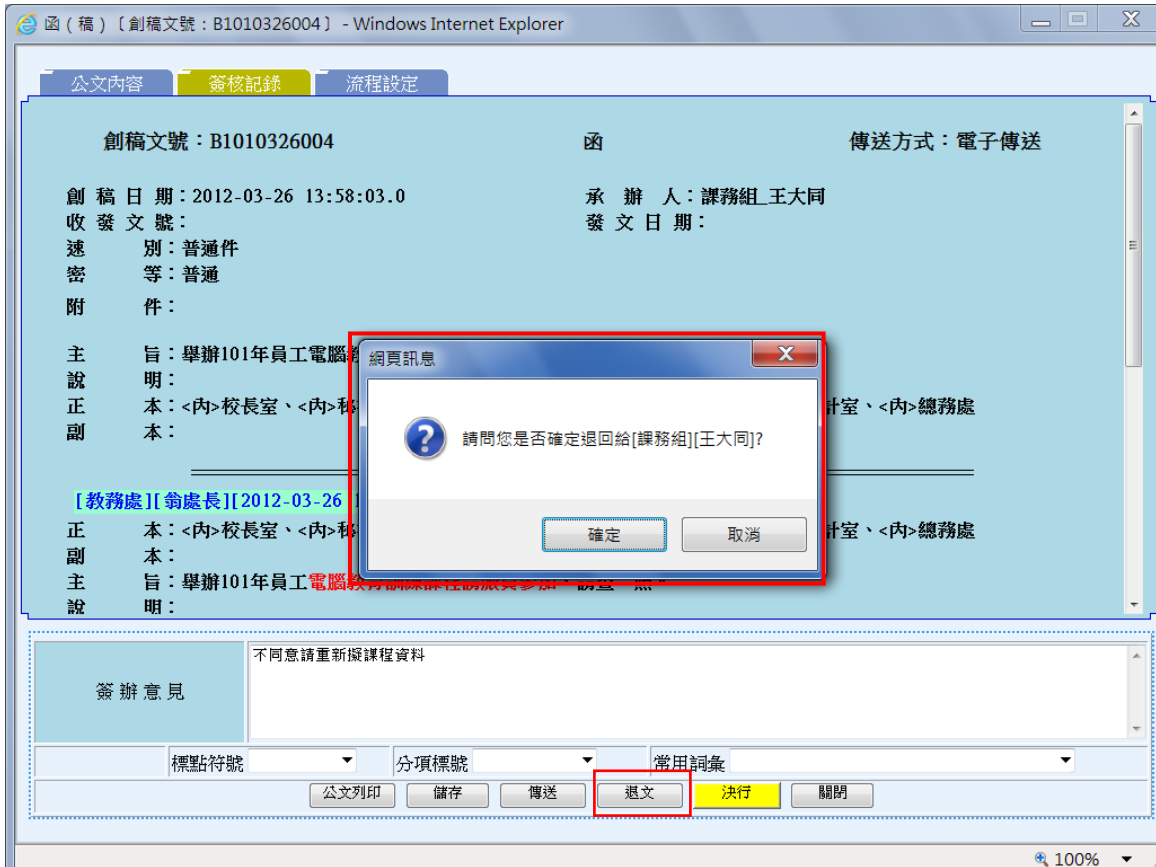 函 ( 稿 ) 〔 創稿文號 : B1010326004 〕 - Windows Internet Explorer
公文內容 簽核記錄 流程設定
創稿文號：B1010326004 函 傳送方式：電子傳送
創 稿 日 期：2012-03-26 13:58:03.0 承 辦 人：課務組_王大同
收 發 文 號： 發 文 日 期：
速 別：普通件
密 等：普通
附 件：
主 旨：舉辦101年員工電腦
說 明：
正 本：<內>校長室、<內> 計室、<內>總務處
副 本：
網頁訊息
請問您是否確定退回給[課務組][王大同]?
確定 取消
[教務處][翁處長][2012-03-26
正 本：<內>校長室、<內> 計室、<內>總務處
副 本：
主 旨：舉辦101年員工電腦教育訓練課程請派員參加
說 明：
簽 辦 意 見
不同意請重新擬課程資料
標點符號 分項標號 常用詞彙
公文列印 儲存 傳送 退文 決行 關閉
100%